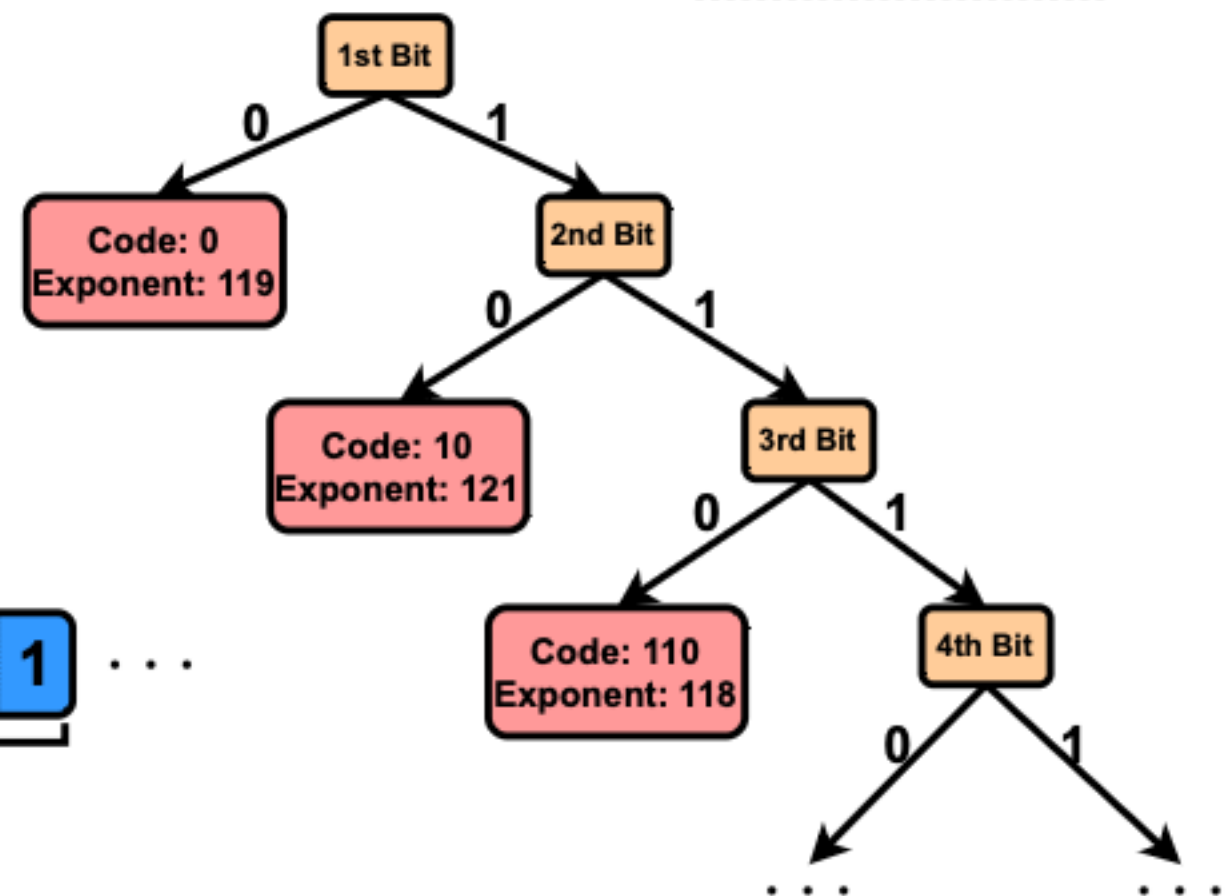 1st Bit
0
1
Code: 0
Exponent: 119
2nd Bit
0
1
Code: 10
Exponent: 121
3rd Bit
0
1
Code: 110
Exponent: 118
4th Bit
1 . . .
0
1
. . .
. . .